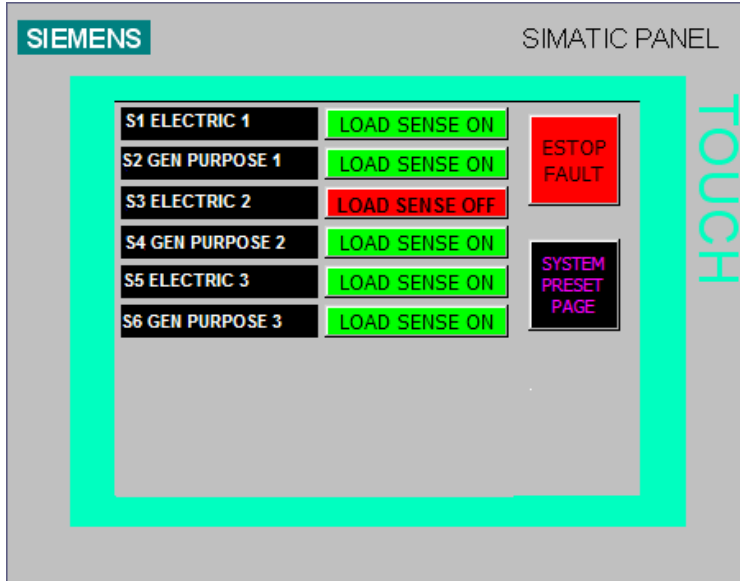 SIEMENS
SIMATIC PANEL
TOUCH
S1 ELECTRIC 1 LOAD SENSE ON
S2 GEN PURPOSE 1 LOAD SENSE ON
S3 ELECTRIC 2 LOAD SENSE OFF
S4 GEN PURPOSE 2 LOAD SENSE ON
S5 ELECTRIC 3 LOAD SENSE ON
S6 GEN PURPOSE 3 LOAD SENSE ON
ESTOP
FAULT
SYSTEM
PRESET
PAGE